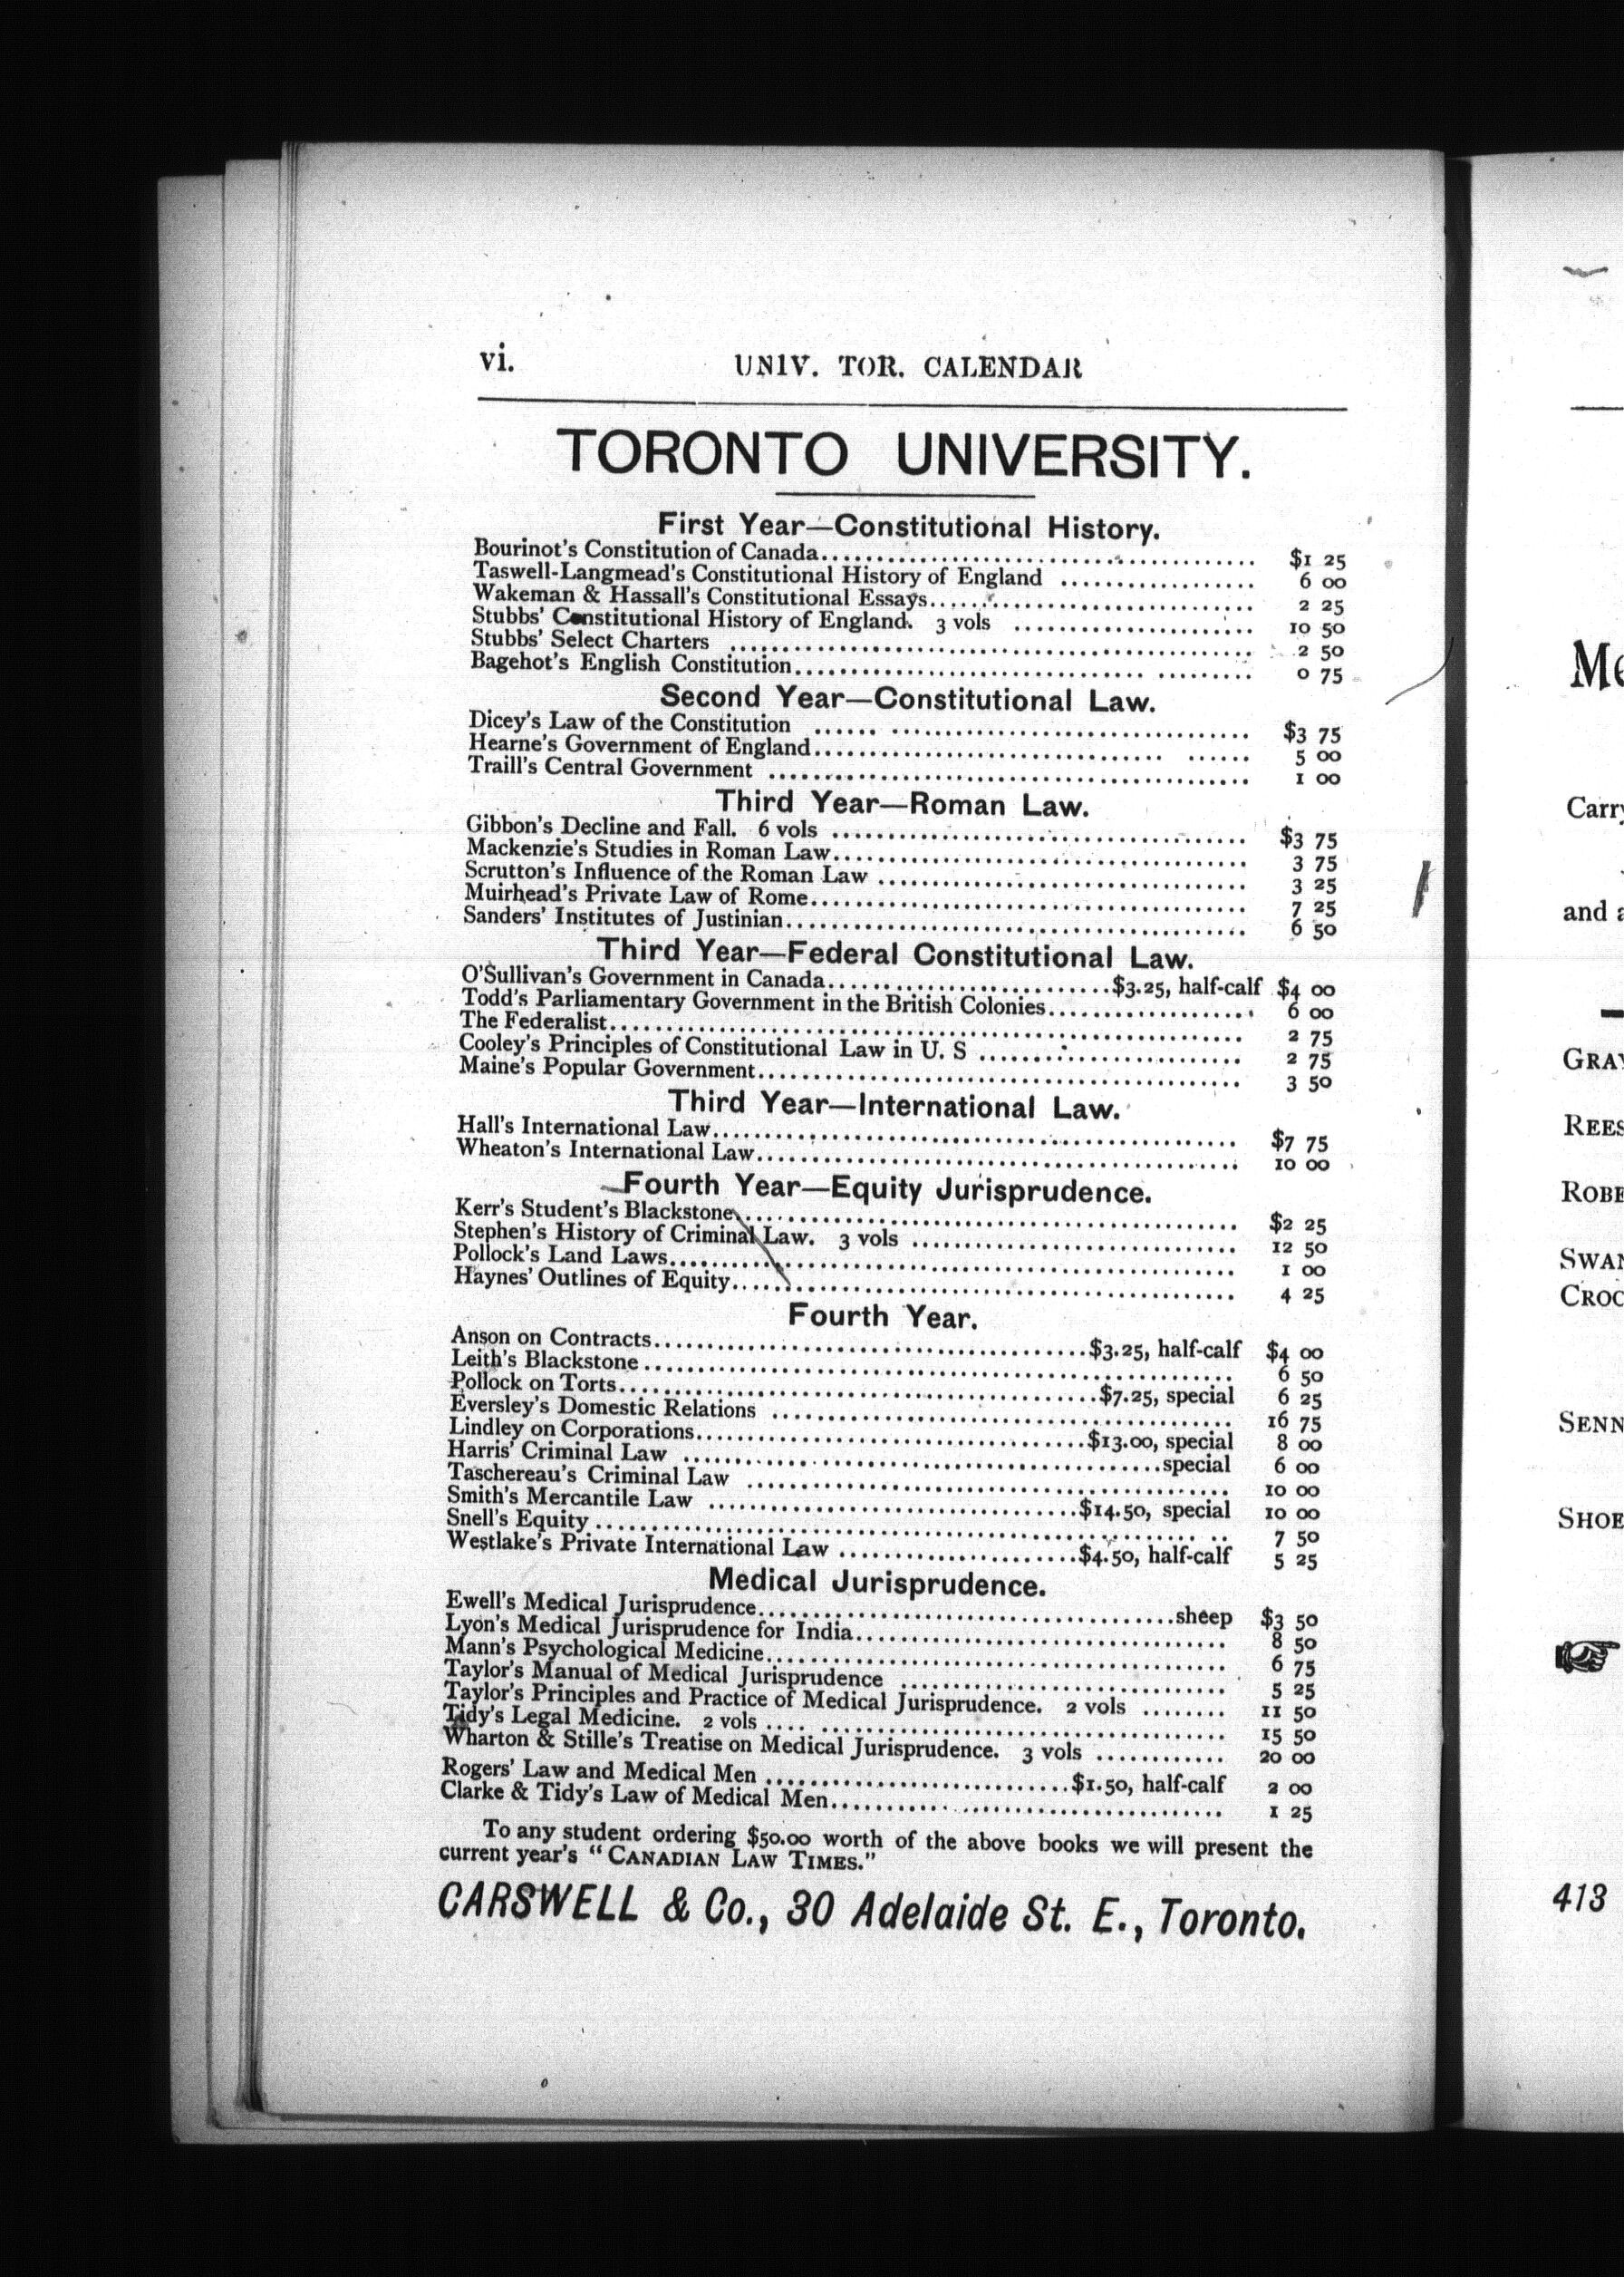 vi. UNIV. TOR. CALENDAR
TORONTO UNIVERSITY.
First Year—Constitutional History.
Bourinot's Constitution of Canada.......... $1 25
Taswell-Langmead's Constitutional History of England .......... 6 00
Wakeman & Hassall's Constitutional Essays.......... 2 25
Stubbs' Constitutional History of England. 3 vols .......... 10 50
Stubbs' Select Charters .......... 2 50
Bagehot's English Constitution.......... 0 75
Second Year—Constitutional Law.
Dicey's Law of the Constitution .......... $3 75
Hearne's Government of England.......... 5 00
Traill's Central Government .......... 1 00
Third Year—Roman Law.
Gibbon's Decline and Fall. 6 vols .......... $3 75
Mackenzie's Studies in Roman Law.......... 3 75
Scrutton's Influence of the Roman Law .......... 3 25
Muirhead's Private Law of Rome.......... 7 25
Sanders' Institutes of Justinian.......... 6 50
Third Year—Federal Constitutional Law.
O'Sullivan's Government in Canada..........$3.25, half-calf $4 00
Todd's Parliamentary Government in the British Colonies.......... 6 00
The Federalist.......... 2 75
Cooley's Principles of Constitutional Law in U. S .......... 2 75
Maine's Popular Government.......... 3 50
Third Year—International Law.
Hall's International Law.......... $7 75
Wheaton's International Law.......... 10 00
Fourth Year—Equity Jurisprudence.
Kerr's Student's Blackstone.......... $2 25
Stephen's History of Criminal Law. 3 vols .......... 12 50
Pollock's Land Laws.......... 1 00
Haynes' Outlines of Equity.......... 4 25
Fourth Year.
Anson on Contracts..........$3.25, half-calf $4 00
Leith's Blackstone .......... 6 50
Pollock on Torts..........$7.25, special 6 25
Eversley's Domestic Relations .......... 16 75
Lindley on Corporations..........$13.00, special 8 00
Harris' Criminal Law ..........special 6 00
Taschereau's Criminal Law .......... 10 00
Smith's Mercantile Law ..........$14.50, special 10 00
Snell's Equity .......... 7 50
Westlake's Private International Law ..........$4.50, half-calf 5 25
Medical Jurisprudence.
Ewell's Medical Jurisprudence..........sheep $3 50
Lyon's Medical Jurisprudence for India.......... 8 50
Mann's Psychological Medicine.......... 6 75
Taylor's Manual of Medical Jurisprudence .......... 5 25
Taylor's Principles and Practice of Medical Jurisprudence. 2 vols .......... 11 50
Tidy's Legal Medicine. 2 vols .......... 15 50
Wharton & Stille's Treatise on Medical Jurisprudence. 3 vols .......... 20 00
Rogers' Law and Medical Men ..........$1.50, half-calf 2 00
Clarke & Tidy's Law of Medical Men.......... 1 25
To any student ordering $50.00 worth of the above books we will present the
current year's "CANADIAN LAW TIMES."
CARSWELL & Co., 30 Adelaide St. E., Toronto.
and
413